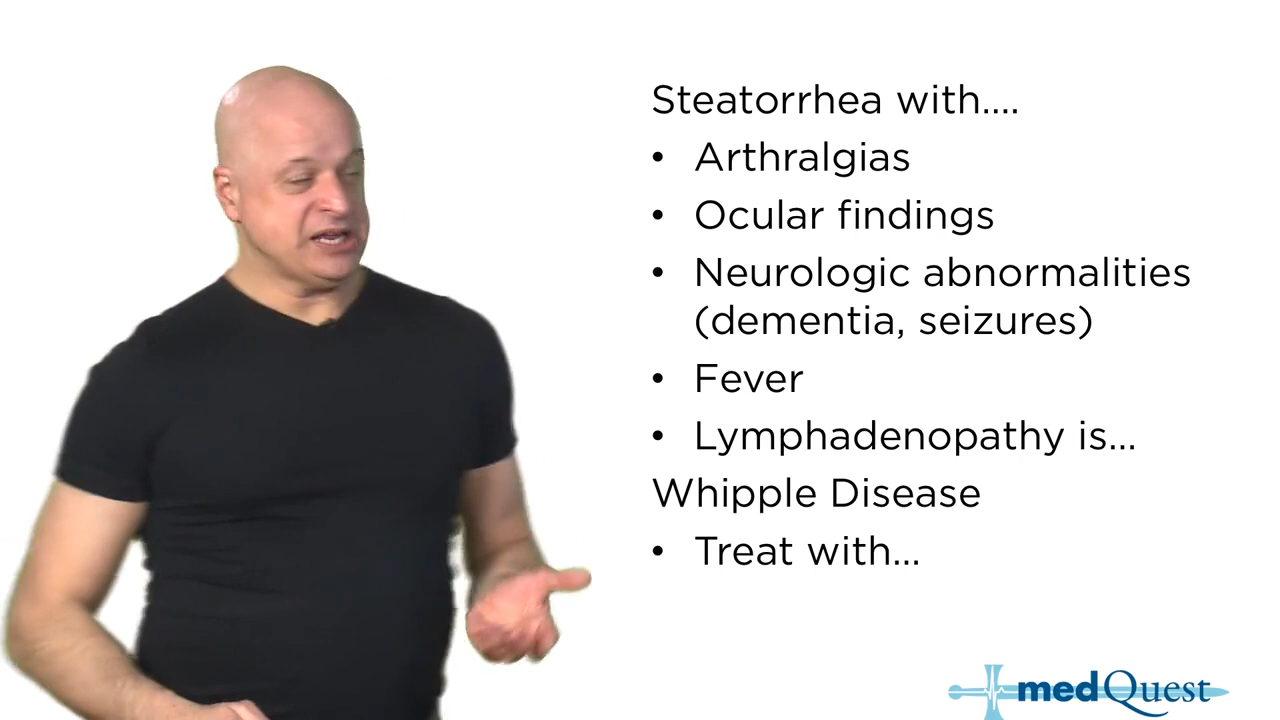 Steatorrhea with....
• Arthralgias
• Ocular findings
• Neurologic abnormalities
(dementia, seizures)
• Fever
• Lymphadenopathy is...
Whipple Disease
• Treat with...
medQuest